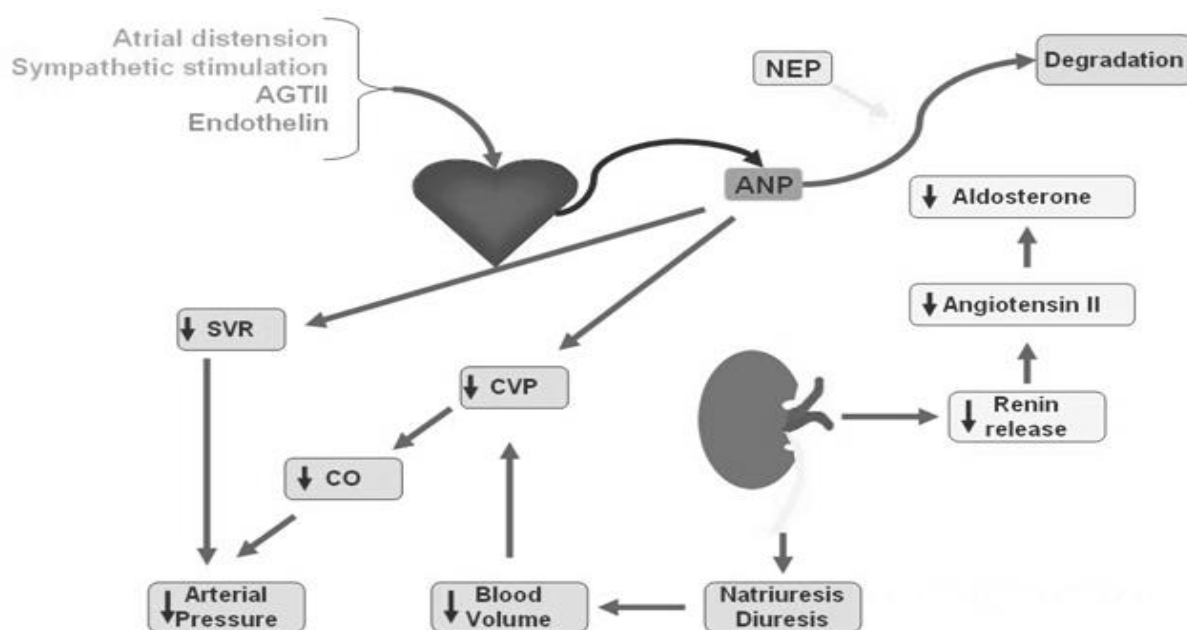 Atrial distension
Sympathetic stimulation
AGTII
Endothelin
NEP
Degradation
ANP
Aldosterone
Angiotensin II
SVR
CVP
Renin
release
CO
Arterial
Pressure
Blood
Volume
Natriuresis
Diuresis